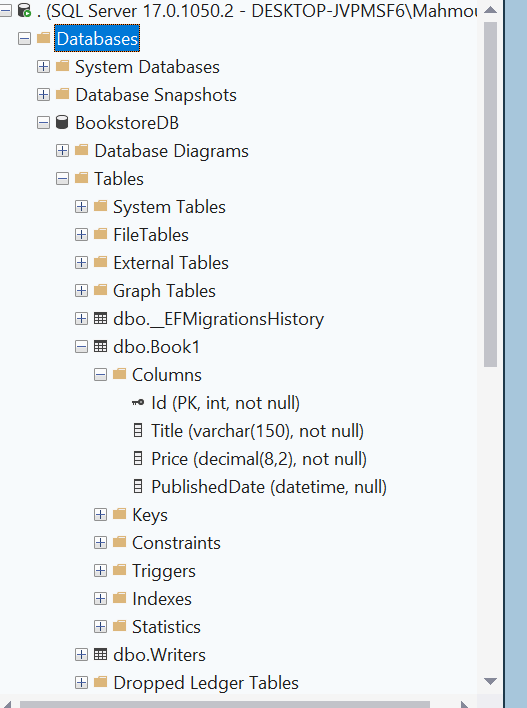 . (SQL Server 17.0.1050.2 - DESKTOP-JVPMSF6\Mahmou
Databases
System Databases
Database Snapshots
BookstoreDB
Database Diagrams
Tables
System Tables
FileTables
External Tables
Graph Tables
dbo.__EFMigrationsHistory
dbo.Book1
Columns
Id (PK, int, not null)
Title (varchar(150), not null)
Price (decimal(8,2), not null)
PublishedDate (datetime, null)
Keys
Constraints
Triggers
Indexes
Statistics
dbo.Writers
Dropped Ledger Tables